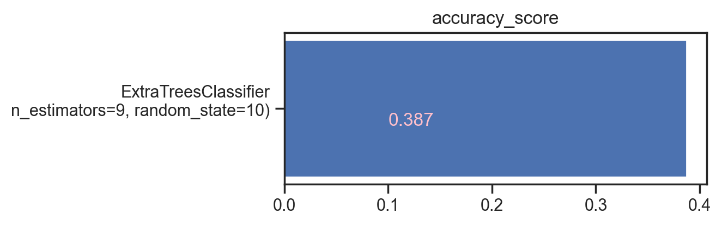 accuracy_score
ExtraTreesClassifier
n_estimators=9, random_state=10)
0.387
0.0 0.1 0.2 0.3 0.4